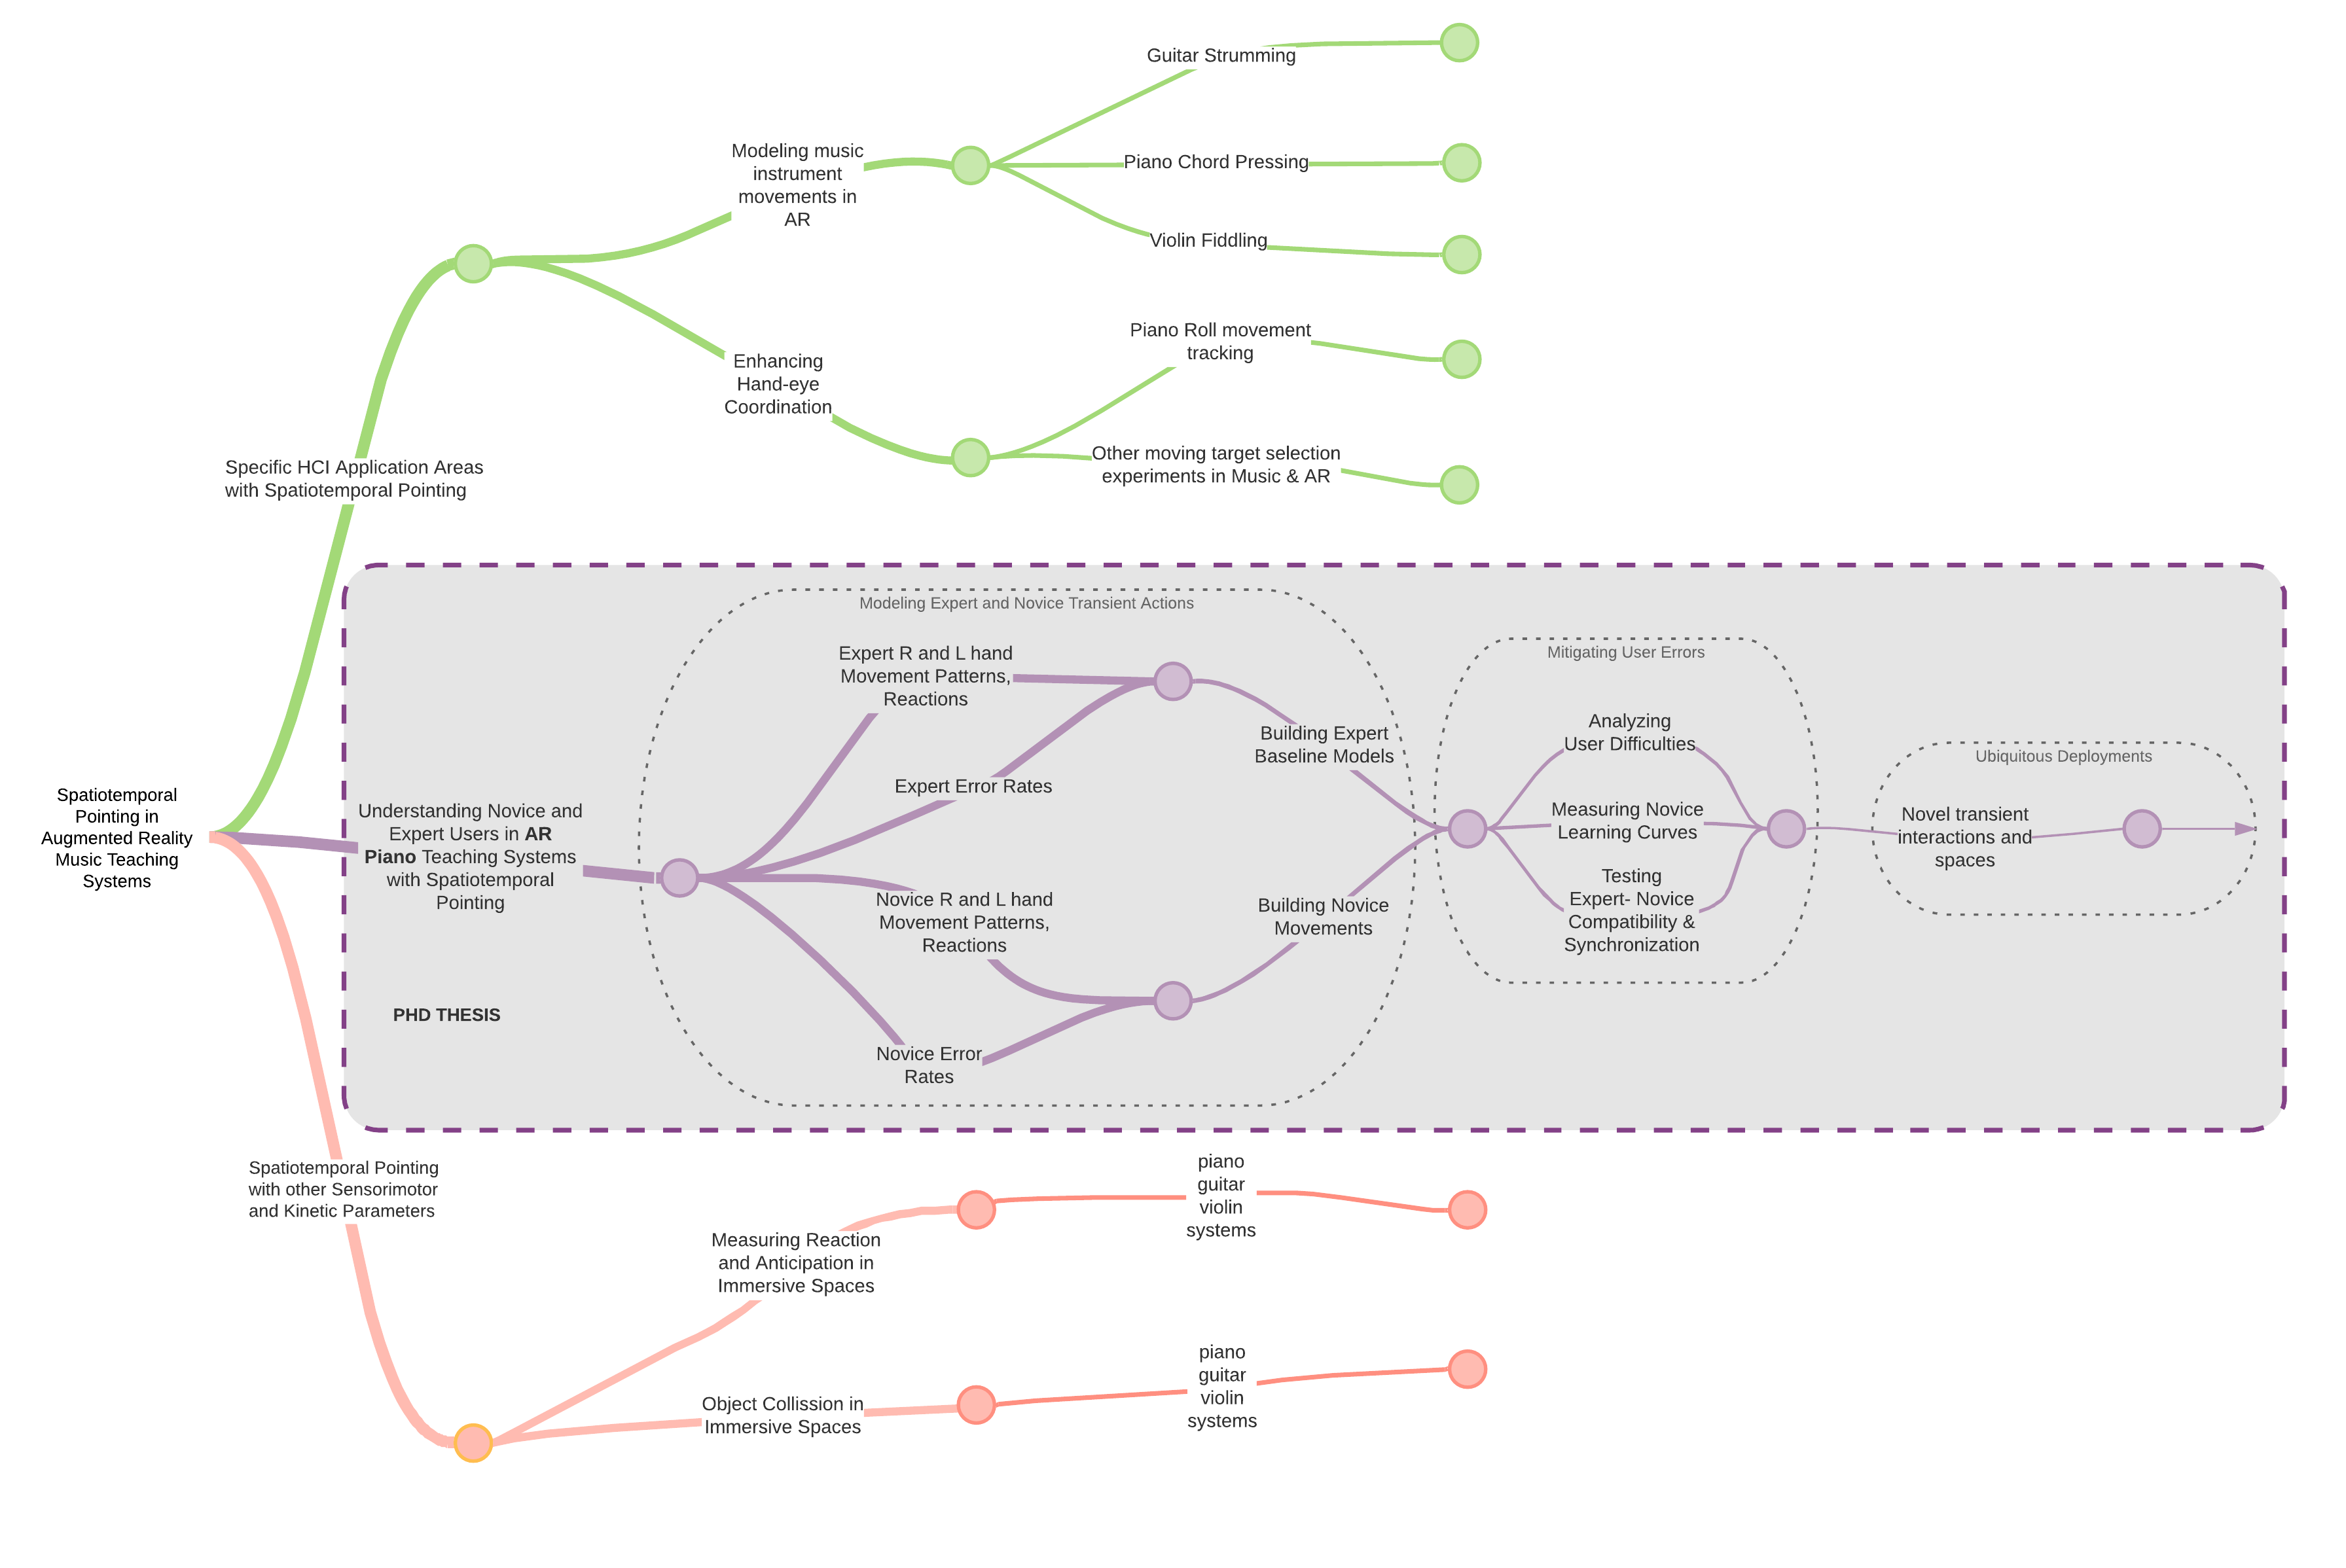 Guitar Strumming
Modeling music
instrument
movements in
AR
Piano Chord Pressing
Violin Fiddling
Piano Roll movement
tracking
Enhancing
Hand-eye
Coordination
Other moving target selection
experiments in Music & AR
Specific HCI Application Areas
with Spatiotemporal Pointing
Spatiotemporal
Pointing in
Augmented Reality
Music Teaching
Systems
Understanding Novice and
Expert Users in AR
Piano Teaching Systems
with Spatiotemporal
Pointing
PHD THESIS
Modeling Expert and Novice Transient Actions
Expert R and L hand
Movement Patterns,
Reactions
Expert Error Rates
Novice R and L hand
Movement Patterns,
Reactions
Novice Error
Rates
Building Expert
Baseline Models
Building Novice
Movements
Mitigating User Errors
Analyzing
User Difficulties
Measuring Novice
Learning Curves
Testing
Expert- Novice
Compatibility &
Synchronization
Ubiquitous Deployments
Novel transient
interactions and
spaces
Spatiotemporal Pointing
with other Sensorimotor
and Kinetic Parameters
Measuring Reaction
and Anticipation in
Immersive Spaces
piano
guitar
violin
systems
Object Collission in
Immersive Spaces
piano
guitar
violin
systems